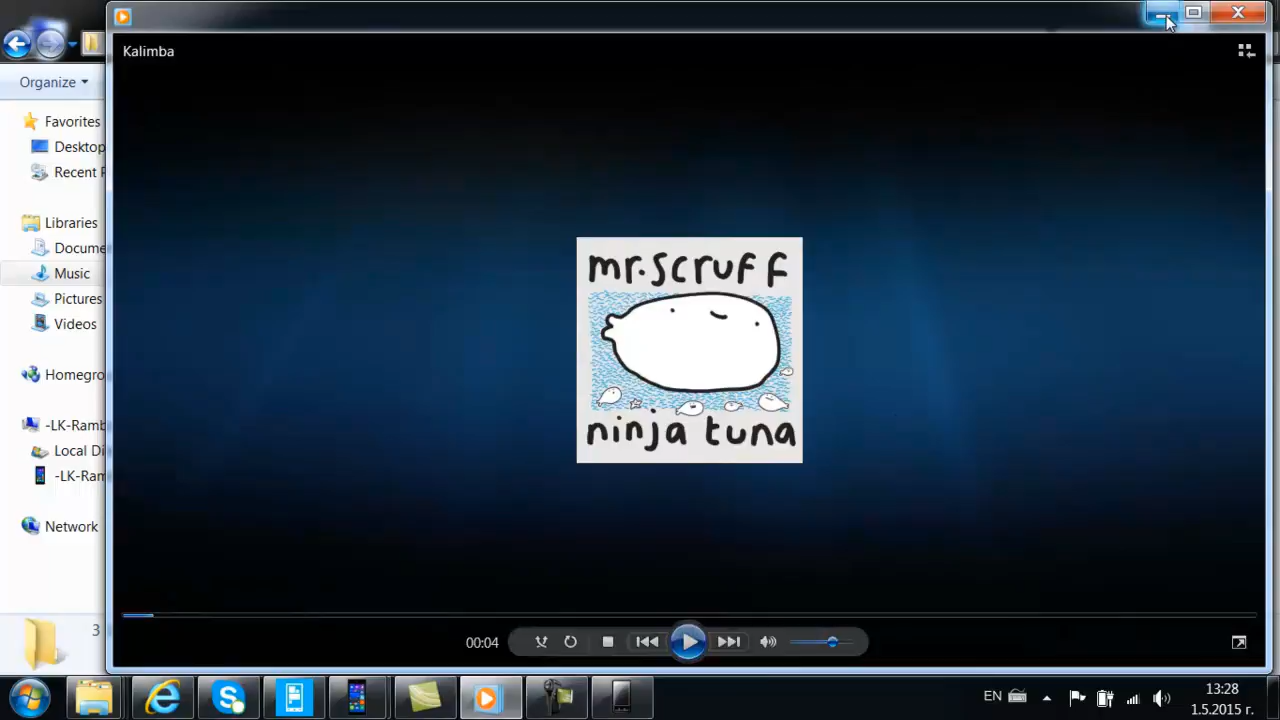 Kalimba
Organize
Favorites
Desktop
Recent
Libraries
Docume
Music
Pictures
Videos
Homegro
-LK-Ramb
Local Di
-LK-Ram
Network
3
mr.scruff
ninja tuna
00:04
EN
13:28
1.5.2015 г.